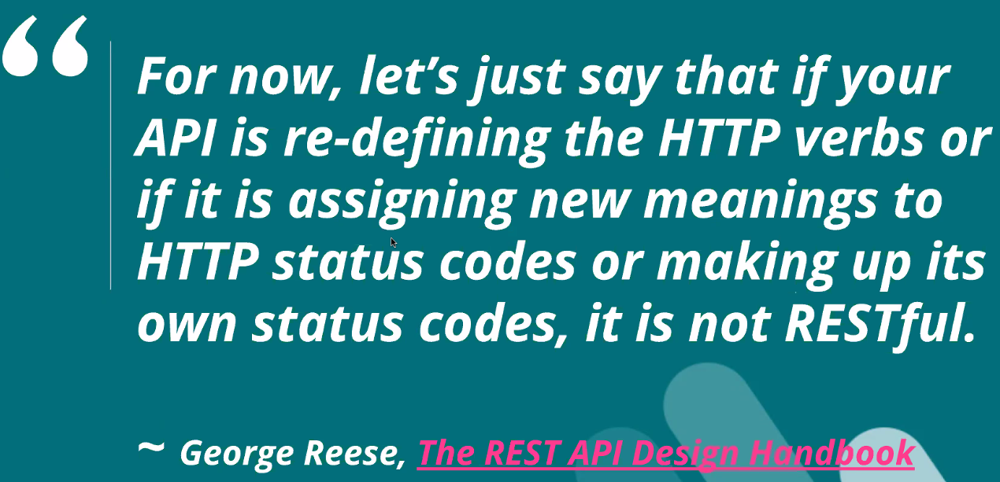 “
For now, let’s just say that if your
API is re-defining the HTTP verbs or
if it is assigning new meanings to
HTTP status codes or making up its
own status codes, it is not RESTful.
~ George Reese, The REST API Design Handbook